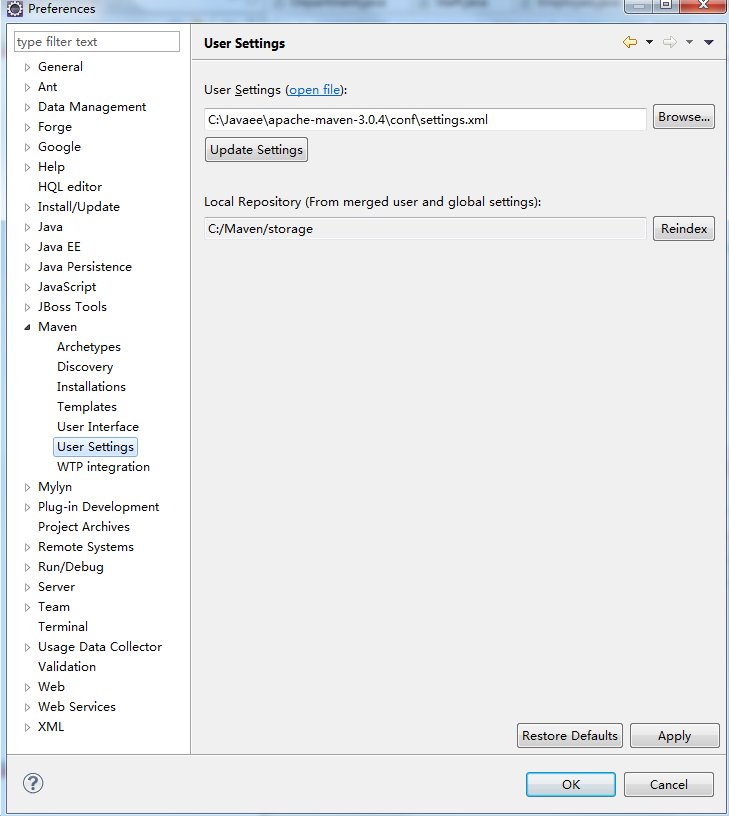 Preferences
type filter text
General
Ant
Data Management
Forge
Google
Help
HQL editor
Install/Update
Java
Java EE
Java Persistence
JavaScript
JBoss Tools
Maven
Archetypes
Discovery
Installations
Templates
User Interface
User Settings
WTP integration
Mylyn
Plug-in Development
Project Archives
Remote Systems
Run/Debug
Server
Team
Terminal
Usage Data Collector
Validation
Web
Web Services
XML
User Settings
User Settings (open file):
C:\Javaee\apache-maven-3.0.4\conf\settings.xml
Browse...
Update Settings
Local Repository (From merged user and global settings):
C:/Maven/storage
Reindex
Restore Defaults
Apply
?
OK
Cancel